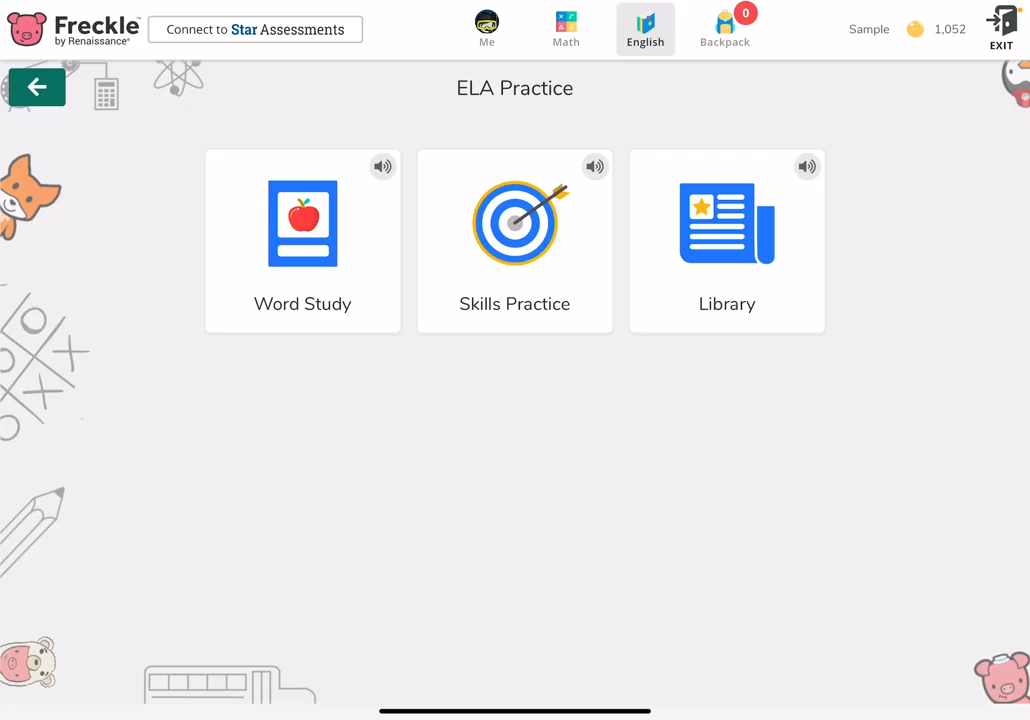 Freckle
by Renaissance®
Connect to Star Assessments
Me
Math
English
0
Backpack
Sample
1,052
EXIT
ELA Practice
Word Study
Skills Practice
Library